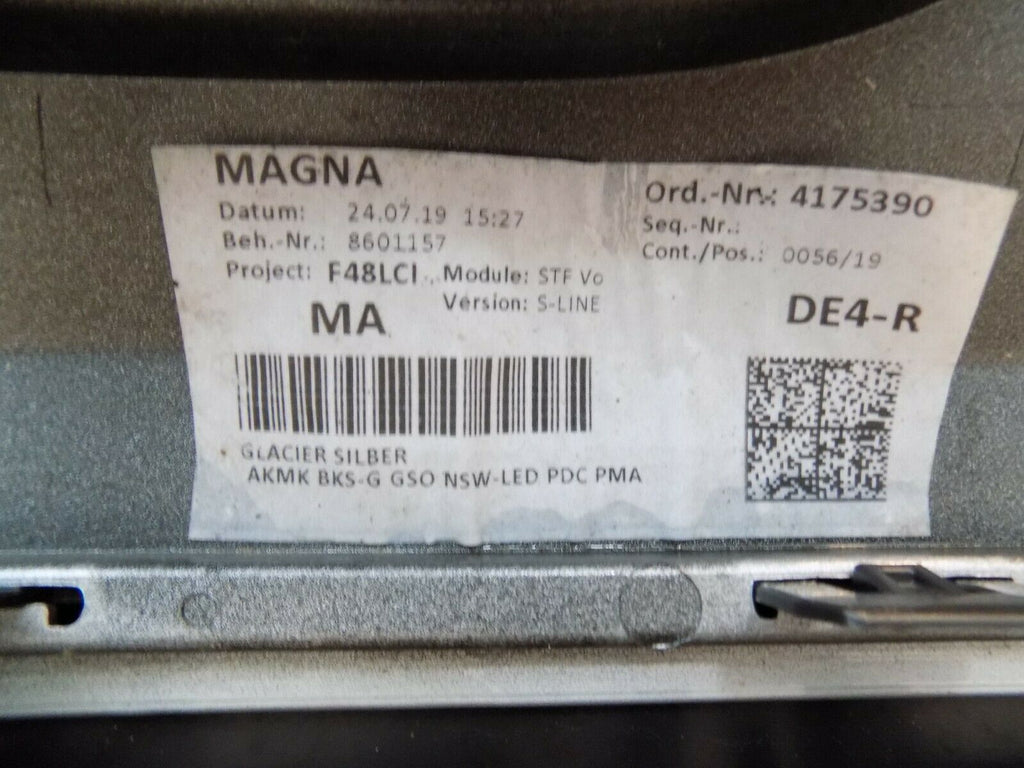 MAGNA
Datum: 24.07.19 15:27
Beh.-Nr.: 8601157
Project: F48LCI Module: STF Vo
Version: S-LINE
MA
Ord.-Nr.: 4175390
Seq.-Nr.:
Cont./Pos.: 0056/19
DE4-R
GLACIER SILBER
AKMK BKS-G GSO NSW-LED PDC PMA